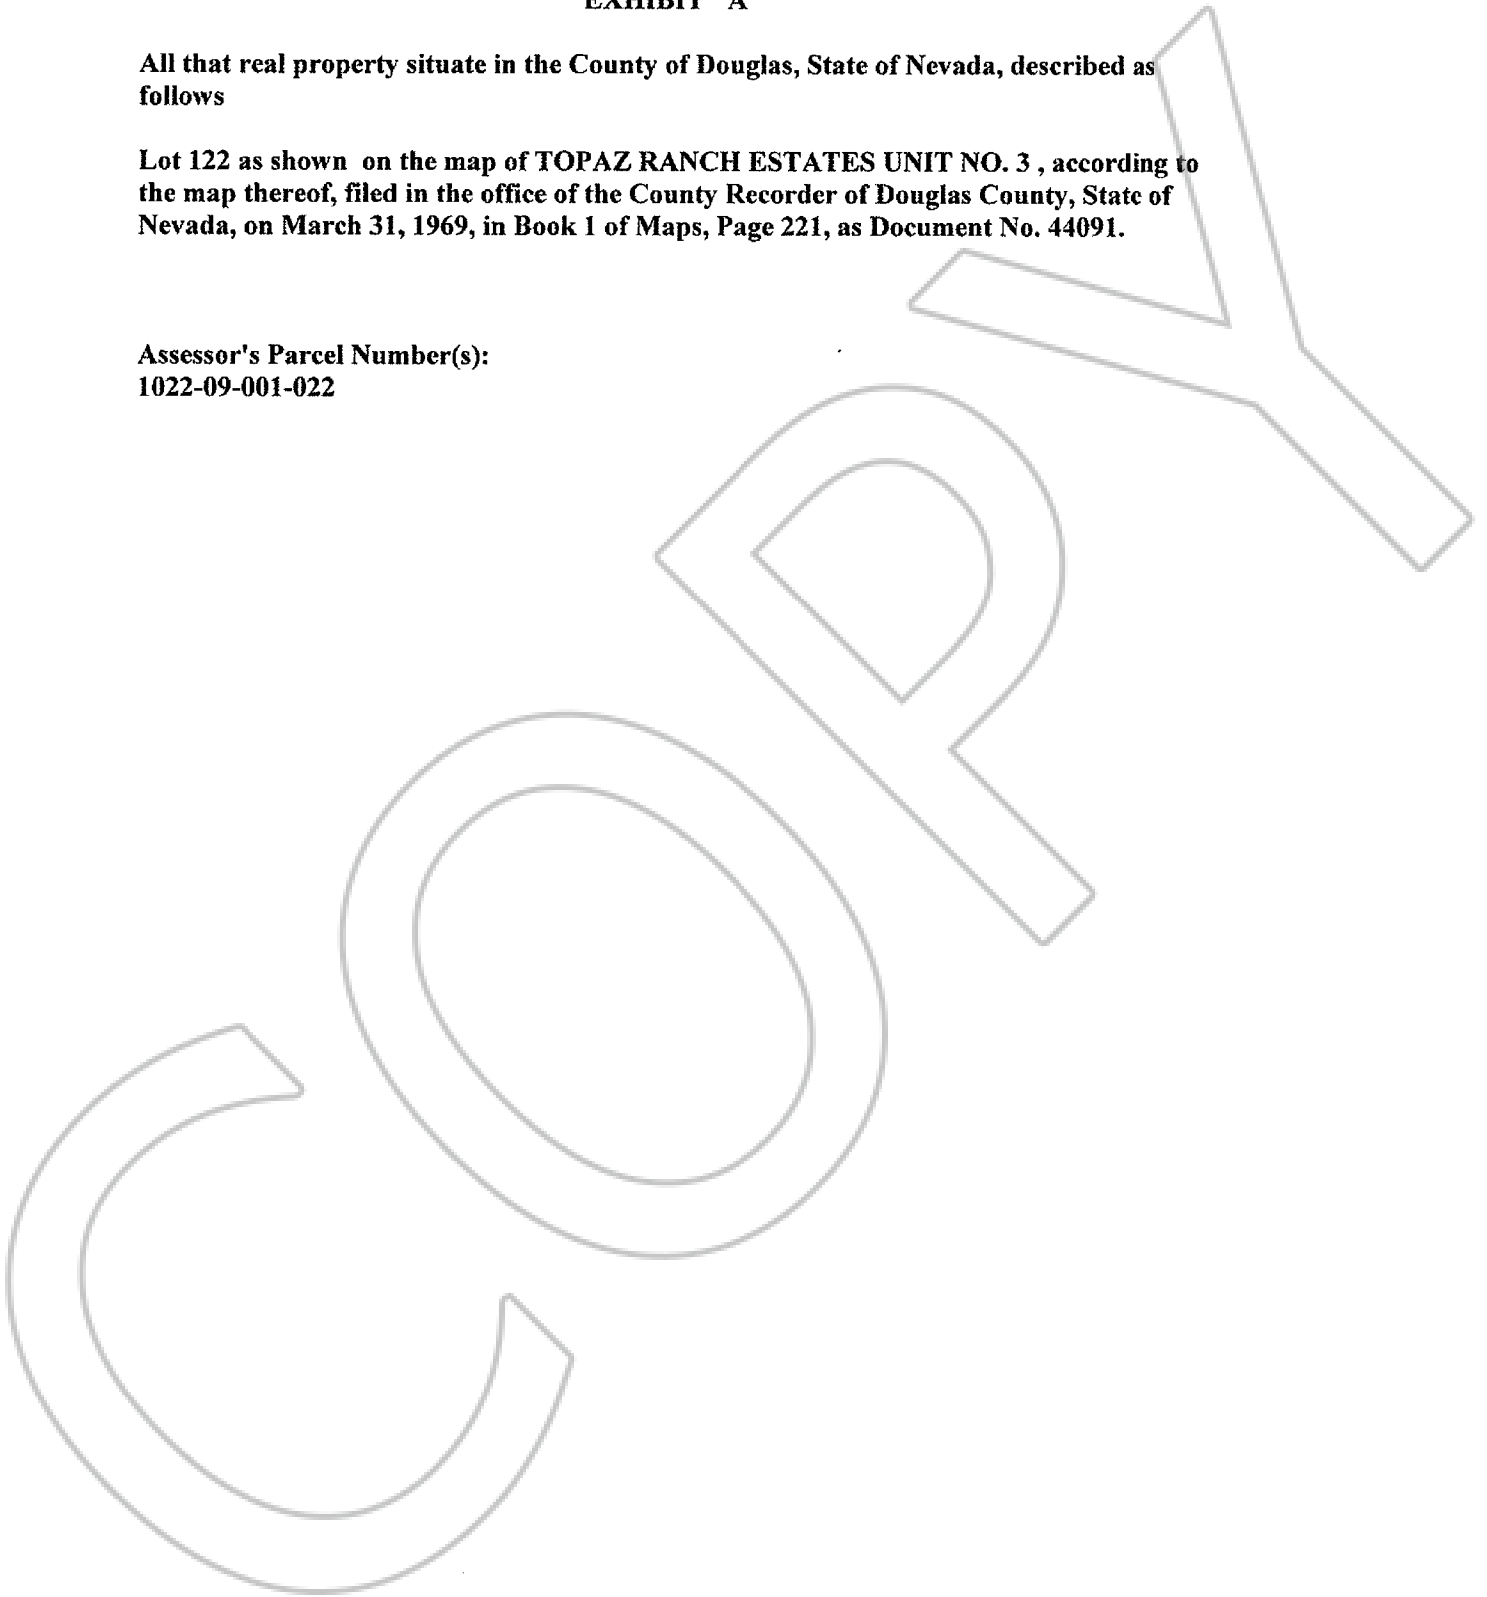 EXHIBIT "A"
All that real property situate in the County of Douglas, State of Nevada, described as
follows
Lot 122 as shown on the map of TOPAZ RANCH ESTATES UNIT NO. 3 , according to
the map thereof, filed in the office of the County Recorder of Douglas County, State of
Nevada, on March 31, 1969, in Book 1 of Maps, Page 221, as Document No. 44091.
Assessor's Parcel Number(s):
1022-09-001-022
COPY